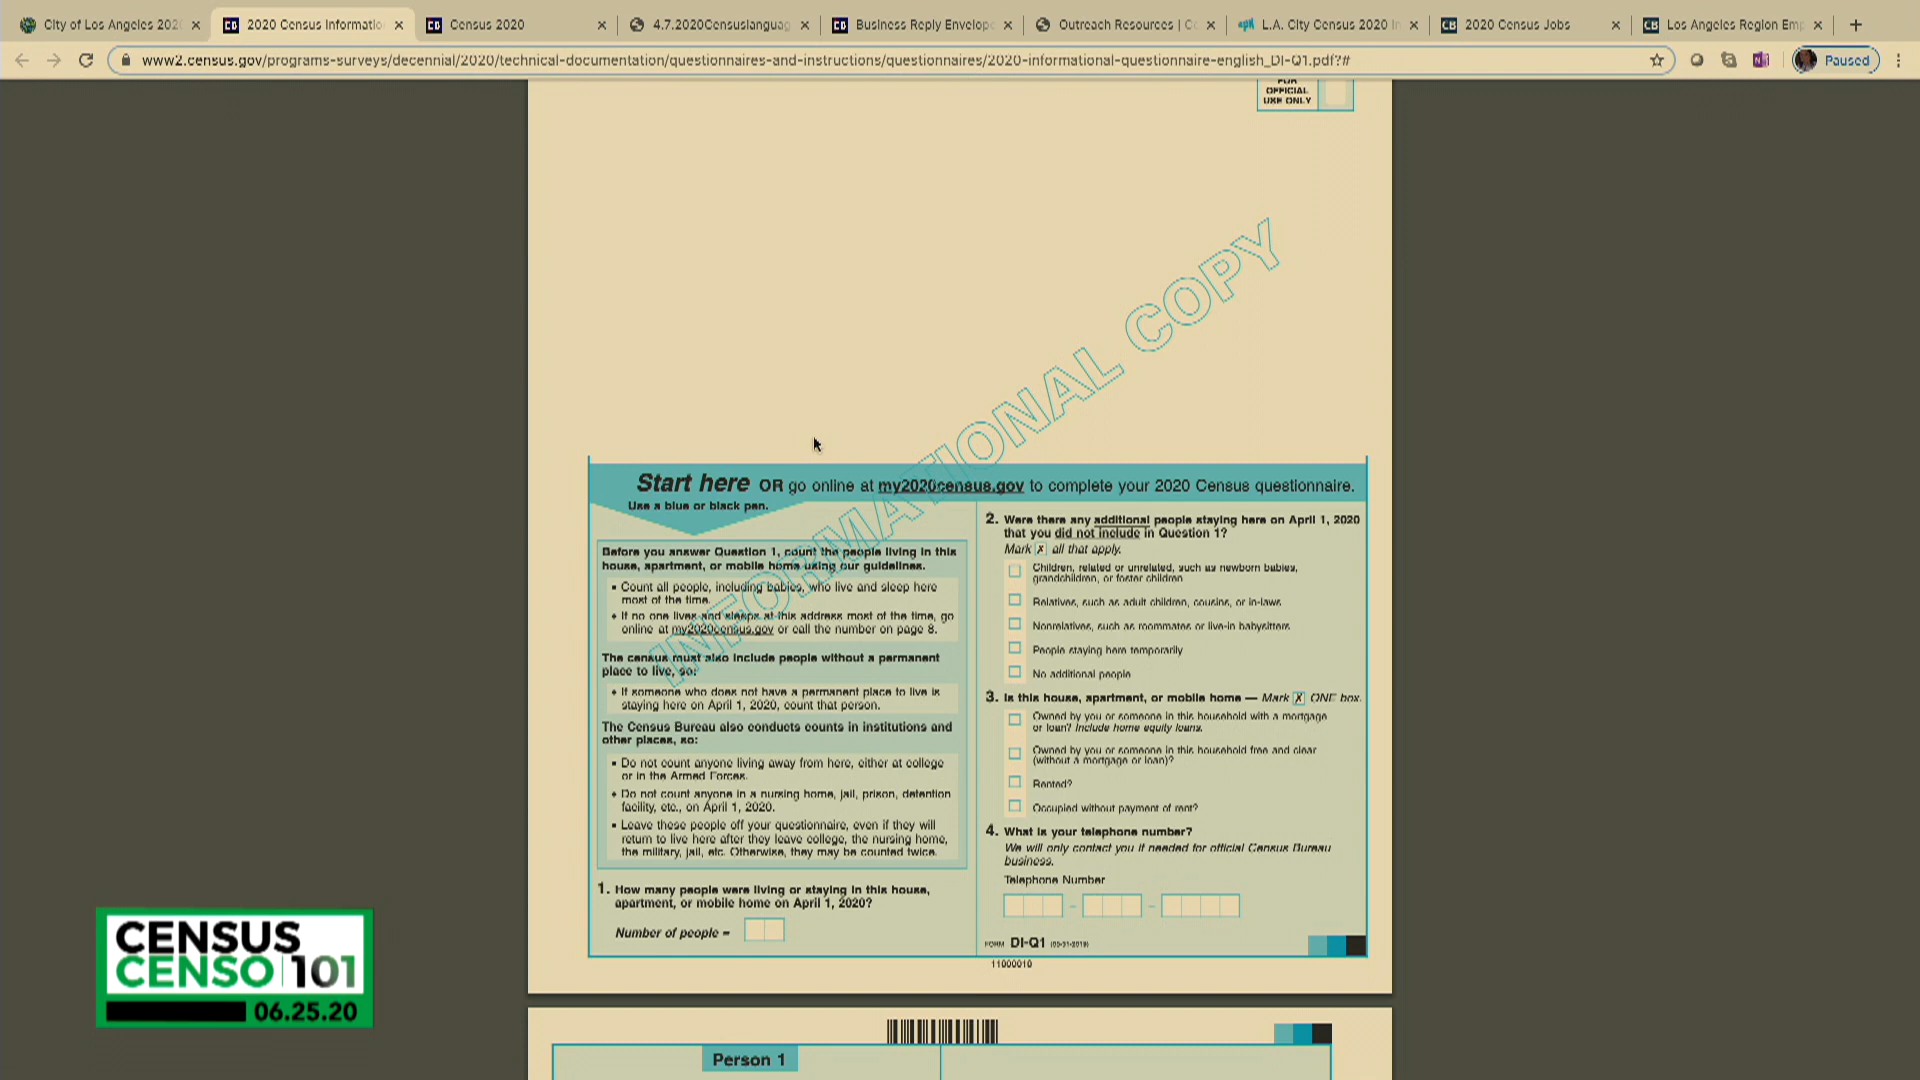 City of Los Angeles 202
2020 Census Informatio
Census 2020
4.7.2020Censuslanguag
Business Reply Envelope
Outreach Resources | C
L.A. City Census 2020 I
2020 Census Jobs
Los Angeles Region Emp
www2.census.gov/programs-surveys/decennial/2020/technical-documentation/questionnaires-and-instructions/questionnaires/2020-informational-questionnaire-english_DI-Q1.pdf?#
Paused
FOR
OFFICIAL
USE ONLY
INFORMATIONAL COPY
Start here OR go online at my2020census.gov to complete your 2020 Census questionnaire.
Use a blue or black pen.
Before you answer Question 1, count the people living in this
house, apartment, or mobile home using our guidelines.
• Count all people, including babies, who live and sleep here
most of the time.
• If no one lives and sleeps at this address most of the time, go
online at my2020census.gov or call the number on page 8.
The census must also include people without a permanent
place to live, so:
• If someone who does not have a permanent place to live is
staying here on April 1, 2020, count that person.
The Census Bureau also conducts counts in institutions and
other places, so:
• Do not count anyone living away from here, either at college
or in the Armed Forces.
• Do not count anyone in a nursing home, jail, prison, detention
facility, etc., on April 1, 2020.
• Leave these people off your questionnaire, even if they will
return to live here after they leave college, the nursing home,
the military, jail, etc. Otherwise, they may be counted twice.
1. How many people were living or staying in this house,
apartment, or mobile home on April 1, 2020?
Number of people =
2. Were there any additional people staying here on April 1, 2020
that you did not include in Question 1?
Mark X all that apply.
Children, related or unrelated, such as newborn babies,
grandchildren, or foster children
Relatives, such as adult children, cousins, or in-laws
Nonrelatives, such as roommates or live-in babysitters
People staying here temporarily
No additional people
3. Is this house, apartment, or mobile home — Mark X ONE box.
Owned by you or someone in this household with a mortgage
or loan? Include home equity loans.
Owned by you or someone in this household free and clear
(without a mortgage or loan)?
Rented?
Occupied without payment of rent?
4. What is your telephone number?
We will only contact you if needed for official Census Bureau
business.
Telephone Number
FORM DI-Q1 (05-31-2019)
11000010
Person 1
CENSUS
CENSO 101
06.25.20